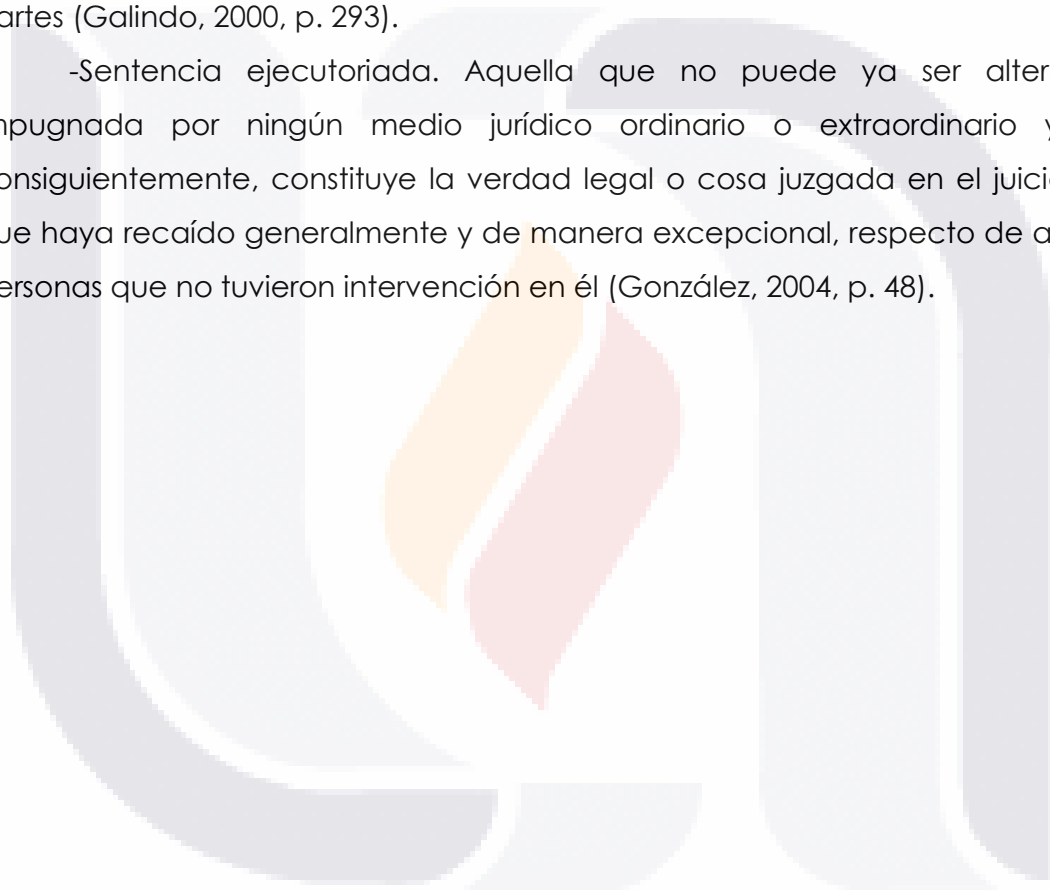 artes (Galindo, 2000, p. 293).
-Sentencia ejecutoriada. Aquella que no puede ya ser alter
mpugnada por ningún medio jurídico ordinario o extraordinario y
onsiguientemente, constituye la verdad legal o cosa juzgada en el juici
ue haya recaído generalmente y de manera excepcional, respecto de a
ersonas que no tuvieron intervención en él (González, 2004, p. 48).